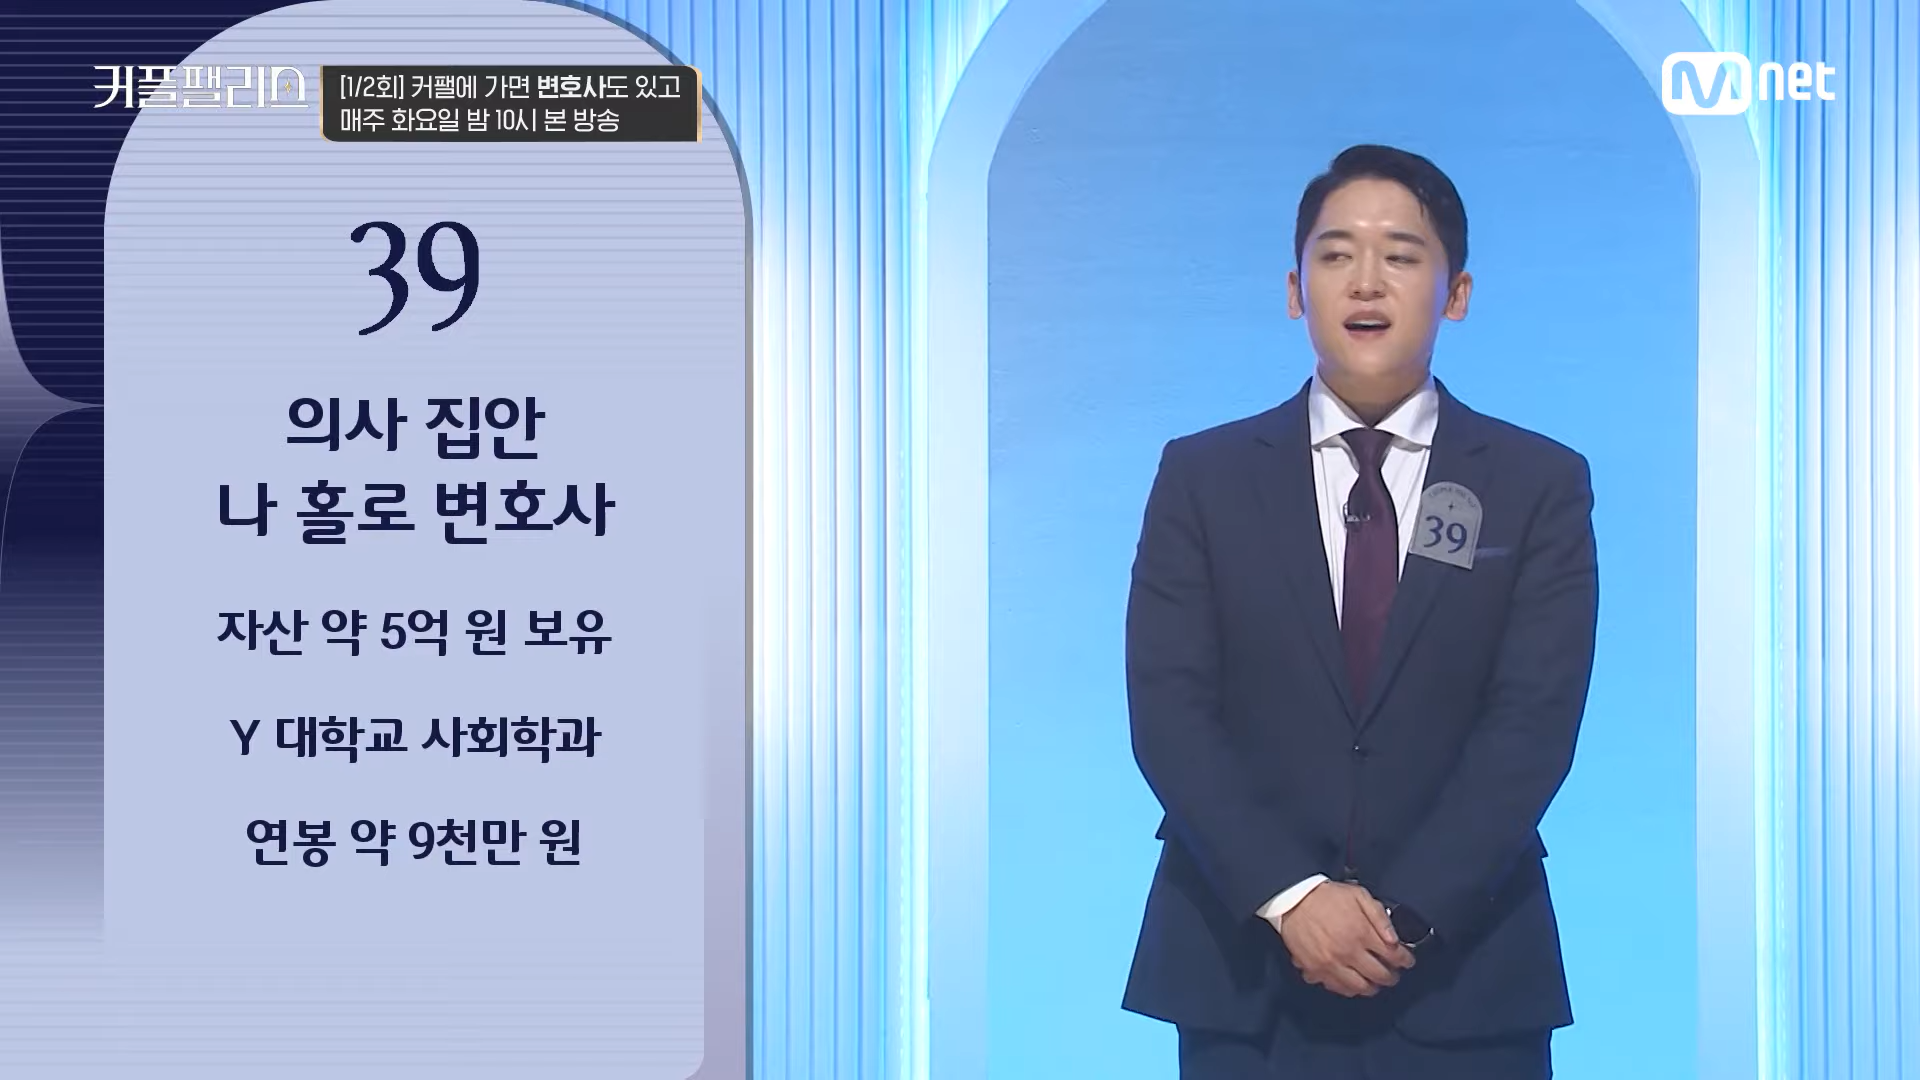 커플팰리스
[1/2회] 커팰에 가면 변호사도 있고
매주 화요일 밤 10시 본 방송
Mnet
39
의사 집안
나 홀로 변호사
자산 약 5억 원 보유
Y 대학교 사회학과
연봉 약 9천만 원
39